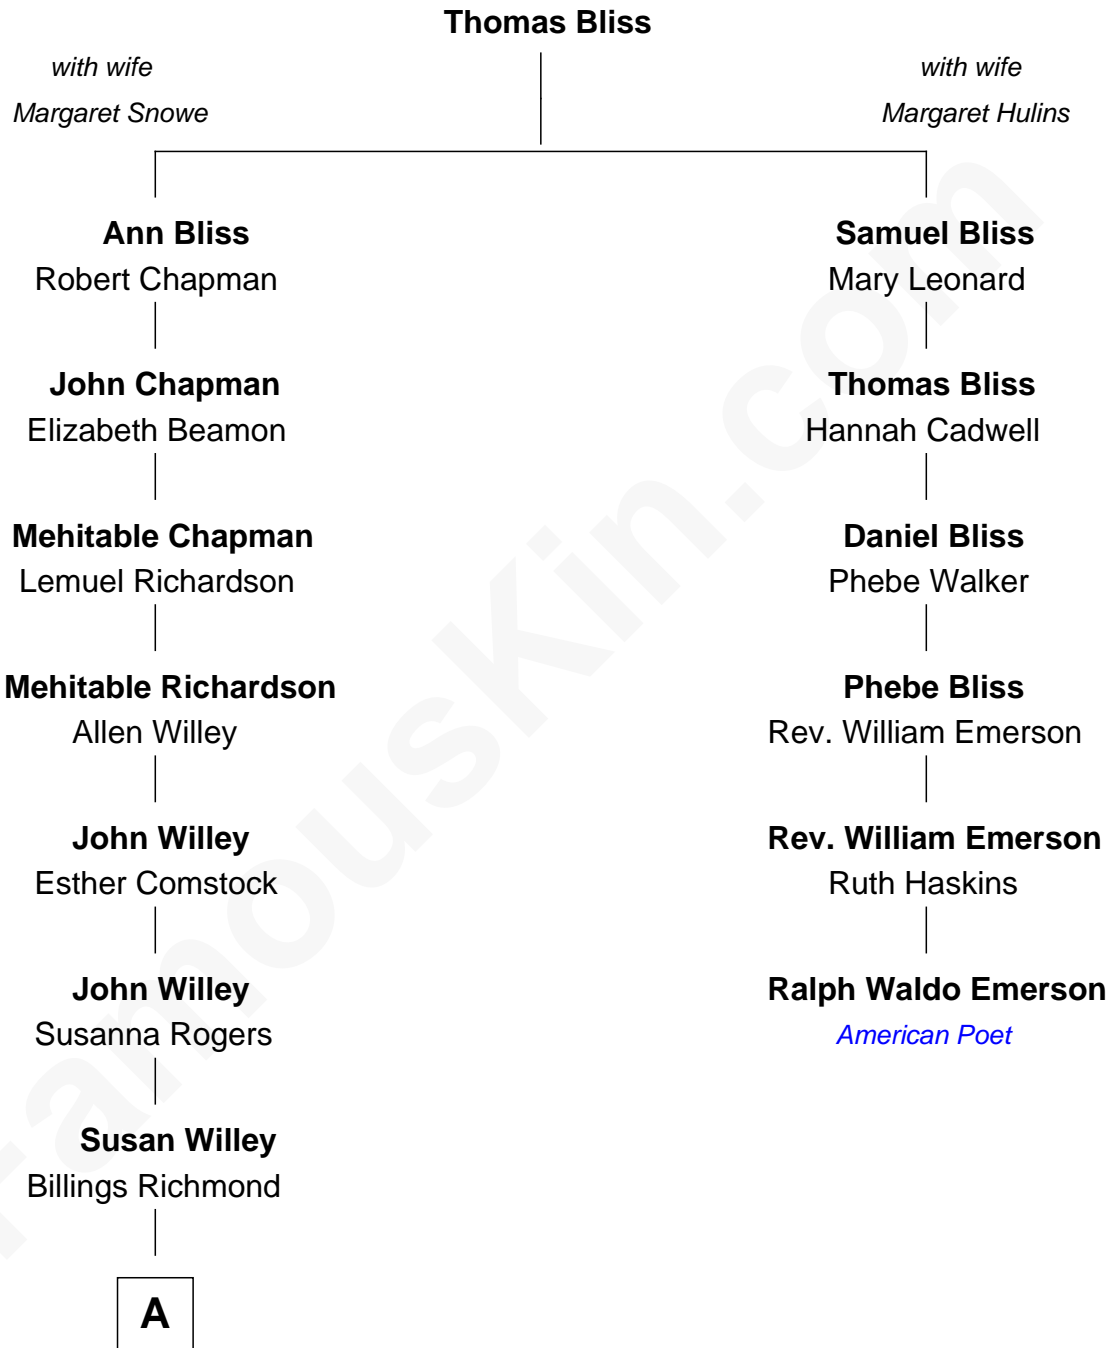 Thomas Bliss
with wife
Margaret Snowe
with wife
Margaret Hulins
Ann Bliss
Robert Chapman
Samuel Bliss
Mary Leonard
John Chapman
Elizabeth Beamon
Thomas Bliss
Hannah Cadwell
Mehitable Chapman
Lemuel Richardson
Daniel Bliss
Phebe Walker
Mehitable Richardson
Allen Willey
Phebe Bliss
Rev. William Emerson
John Willey
Esther Comstock
Rev. William Emerson
Ruth Haskins
John Willey
Susanna Rogers
Ralph Waldo Emerson
American Poet
Susan Willey
Billings Richmond
A
FamousKin.com